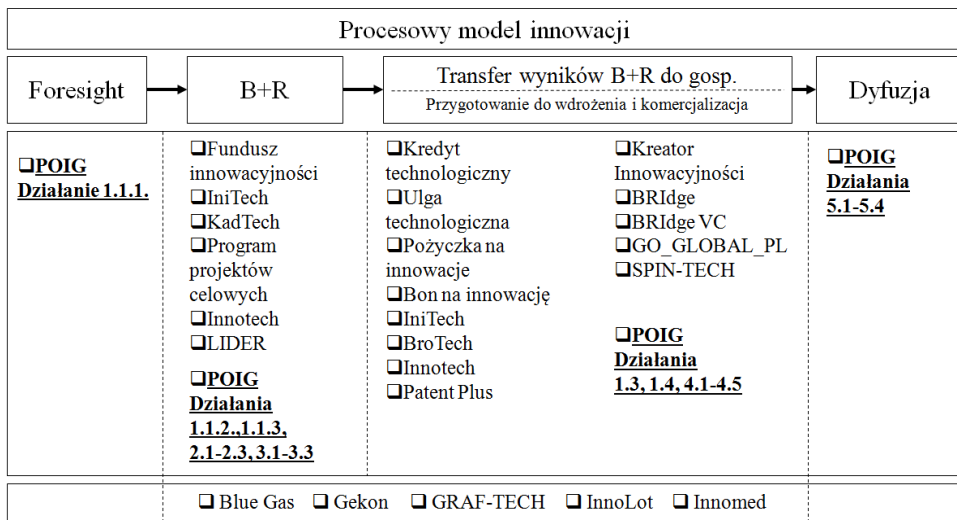 Procesowy model innowacji
Foresight
B+R
Transfer wyników B+R do gosp.
Przygotowanie do wdrożenia i komercjalizacja
Dyfuzja
❑POIG
Działanie 1.1.1.
❑Fundusz
innowacyjności
❑IniTech
❑KadTech
❑Program
projektów
celowych
❑Innotech
❑LIDER
❑POIG
Działania
1.1.2.,1.1.3,
2.1-2.3, 3.1-3.3
❑Kredyt
technologiczny
❑Ulga
technologiczna
❑Pożyczka na
innowacje
❑Bon na innowację
❑IniTech
❑BroTech
❑Innotech
❑Patent Plus
❑Kreator
Innowacyjności
❑BRIdge
❑BRIdge VC
❑GO_GLOBAL_PL
❑SPIN-TECH
❑POIG
Działania
1.3, 1.4, 4.1-4.5
❑POIG
Działania
5.1-5.4
❑ Blue Gas ❑ Gekon ❑ GRAF-TECH ❑ InnoLot ❑ Innomed